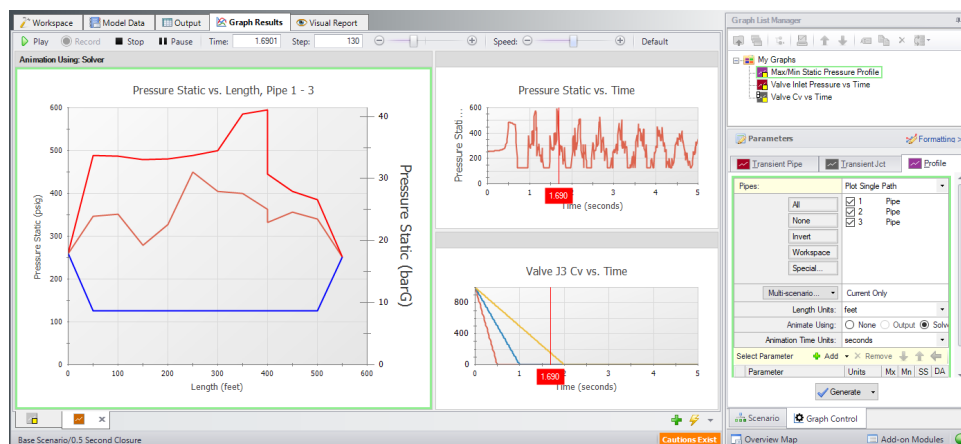 Workspace Model Data Output Graph Results Visual Report
Play Record Stop Pause Time: 1.6901 Step: 130 Speed: Default
Animation Using: Solver
Pressure Static vs. Length, Pipe 1 - 3
600
500
400
300
200
100
0
Pressure Static (psig)
40
30
20
10
0
Pressure Static (barG)
0 100 200 300 400 500 600
Length (feet)
Pressure Static vs. Time
600
400
200
0
Pressure Stati...
0 1 2 3 4 5
1.690
Time (seconds)
Valve J3 Cv vs. Time
800
400
0
0 1 2 3 4 5
1.690
Time (seconds)
Base Scenario/0.5 Second Closure
Cautions Exist
Graph List Manager
My Graphs
Max/Min Static Pressure Profile
Valve Inlet Pressure vs Time
Valve Cv vs Time
Parameters Formatting >
Transient Pipe Transient Jct Profile
Pipes: Plot Single Path
All
None
Invert
Workspace
Special...
1 Pipe
2 Pipe
3 Pipe
Multi-scenario... Current Only
Length Units: feet
Animate Using: None Output Solv
Animation Time Units: seconds
Select Parameter Add Remove
Parameter Units Mx Mn SS DA
Generate
Scenario Graph Control
Overview Map Add-on Modules